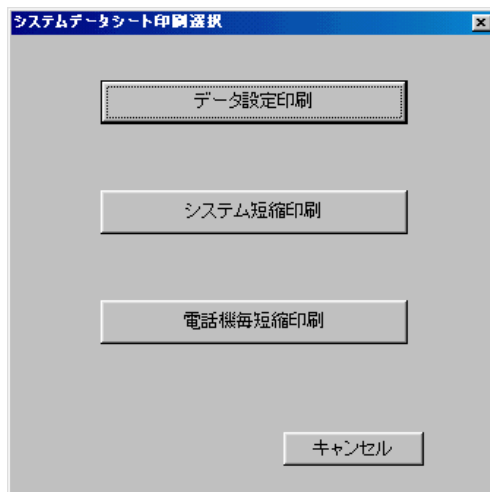 システムデータシート印刷選択
データ設定印刷
システム短縮印刷
電話機毎短縮印刷
キャンセル